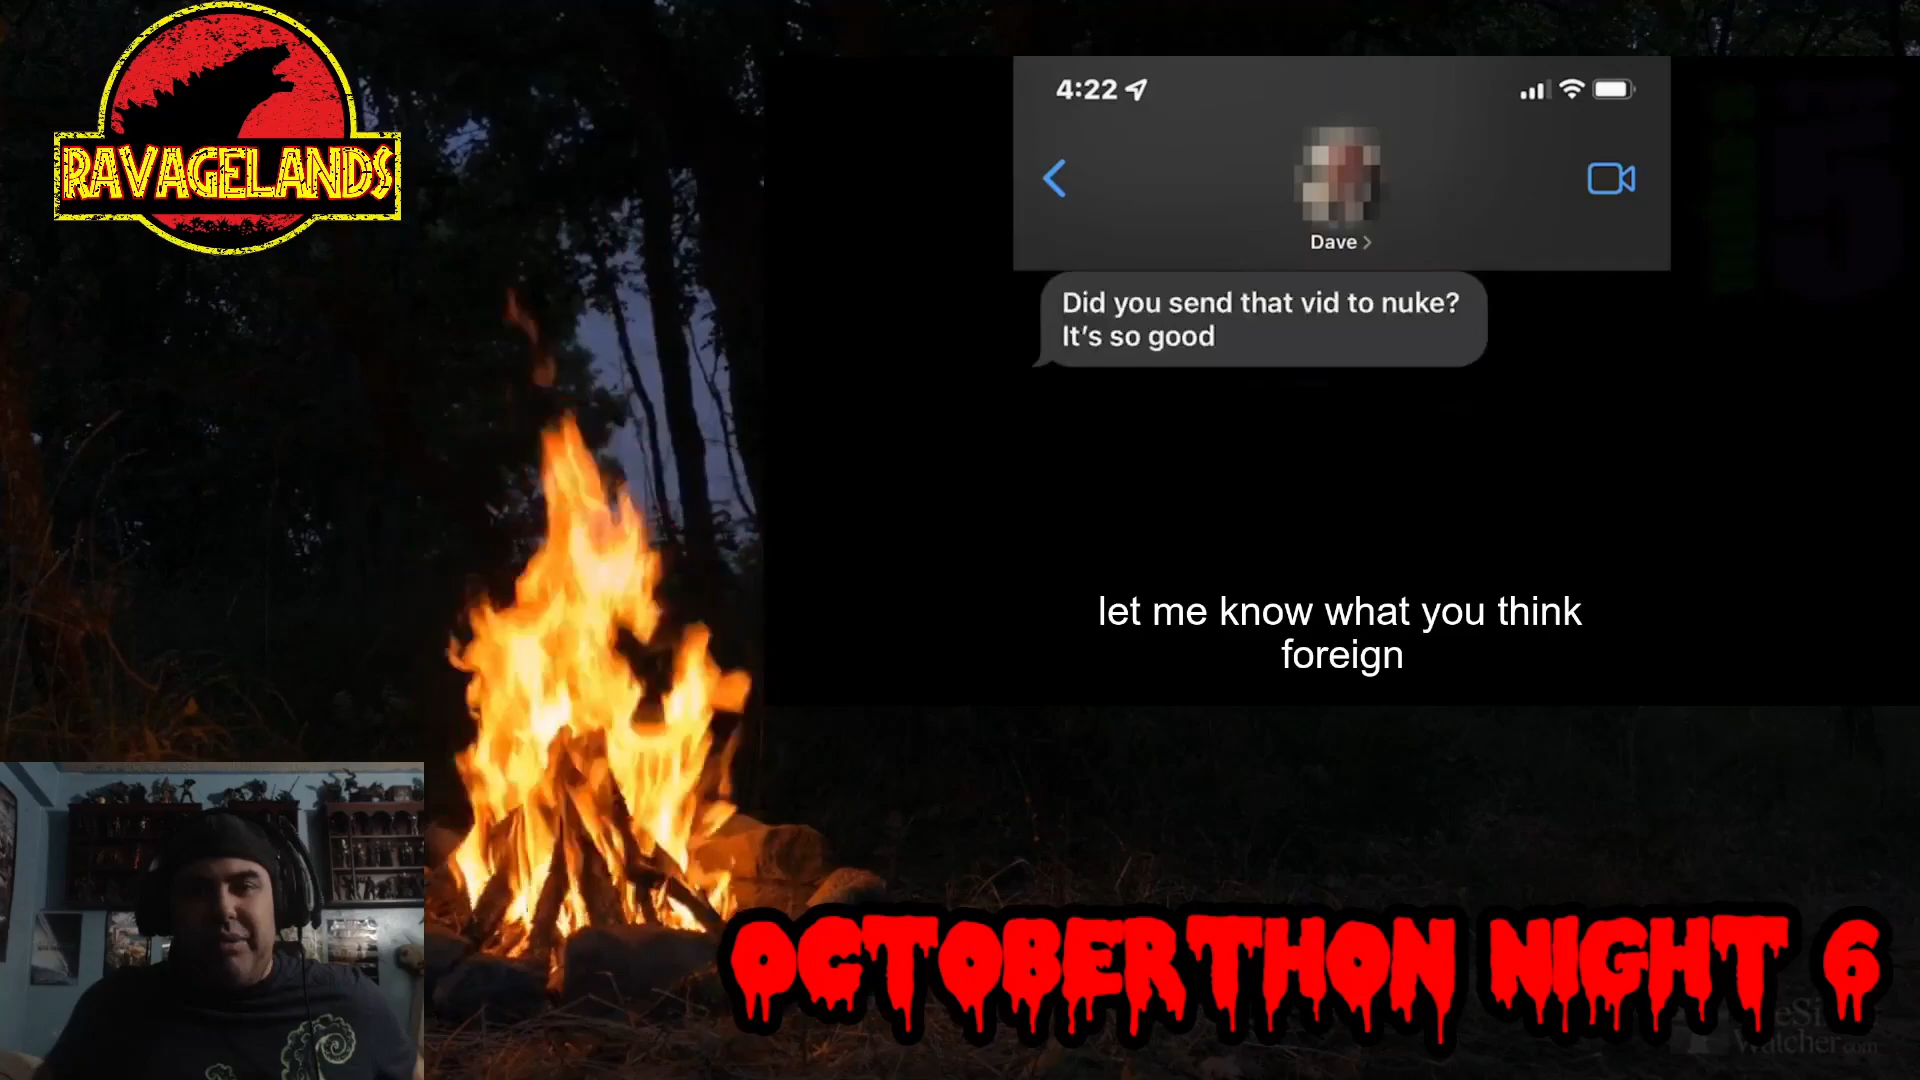 RAVAGELANDS
4:22
Dave >
Did you send that vid to nuke?
It's so good
let me know what you think
foreign
OCTOBERTHON NIGHT 6